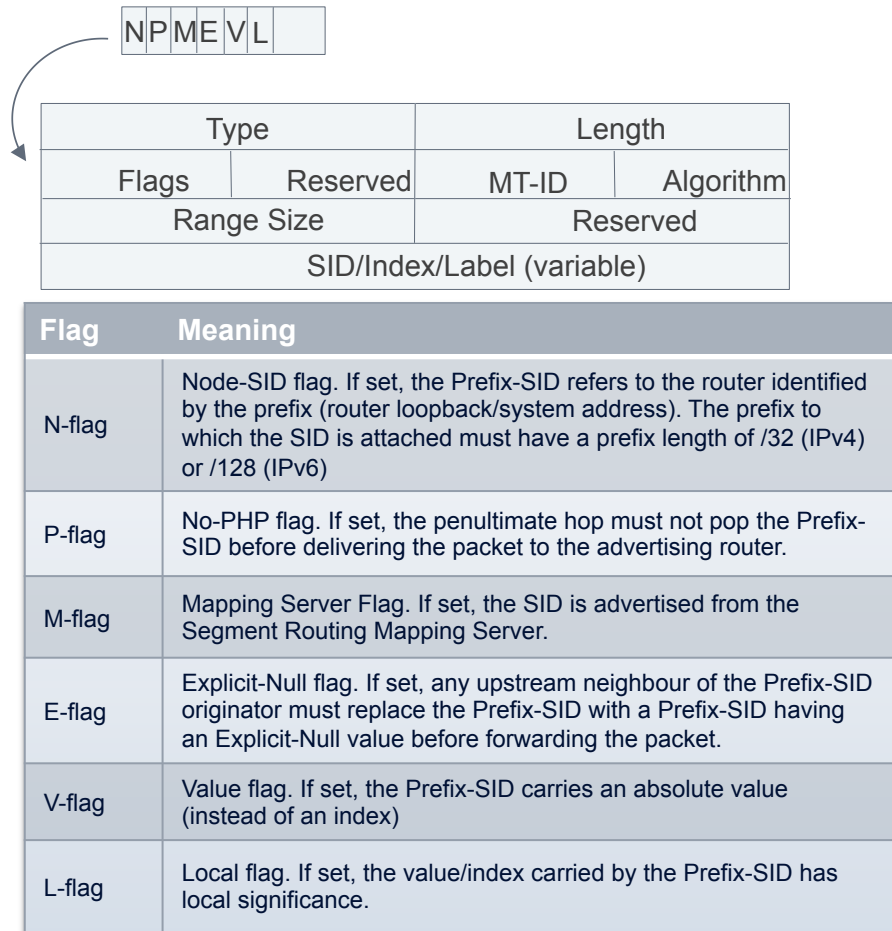 N P M E V L
Type Length
Flags Reserved MT-ID Algorithm
Range Size Reserved
SID/Index/Label (variable)
Flag Meaning
N-flag
Node-SID flag. If set, the Prefix-SID refers to the router identified
by the prefix (router loopback/system address). The prefix to
which the SID is attached must have a prefix length of /32 (IPv4)
or /128 (IPv6)
P-flag
No-PHP flag. If set, the penultimate hop must not pop the Prefix-
SID before delivering the packet to the advertising router.
M-flag
Mapping Server Flag. If set, the SID is advertised from the
Segment Routing Mapping Server.
E-flag
Explicit-Null flag. If set, any upstream neighbour of the Prefix-SID
originator must replace the Prefix-SID with a Prefix-SID having
an Explicit-Null value before forwarding the packet.
V-flag
Value flag. If set, the Prefix-SID carries an absolute value
(instead of an index)
L-flag
Local flag. If set, the value/index carried by the Prefix-SID has
local significance.